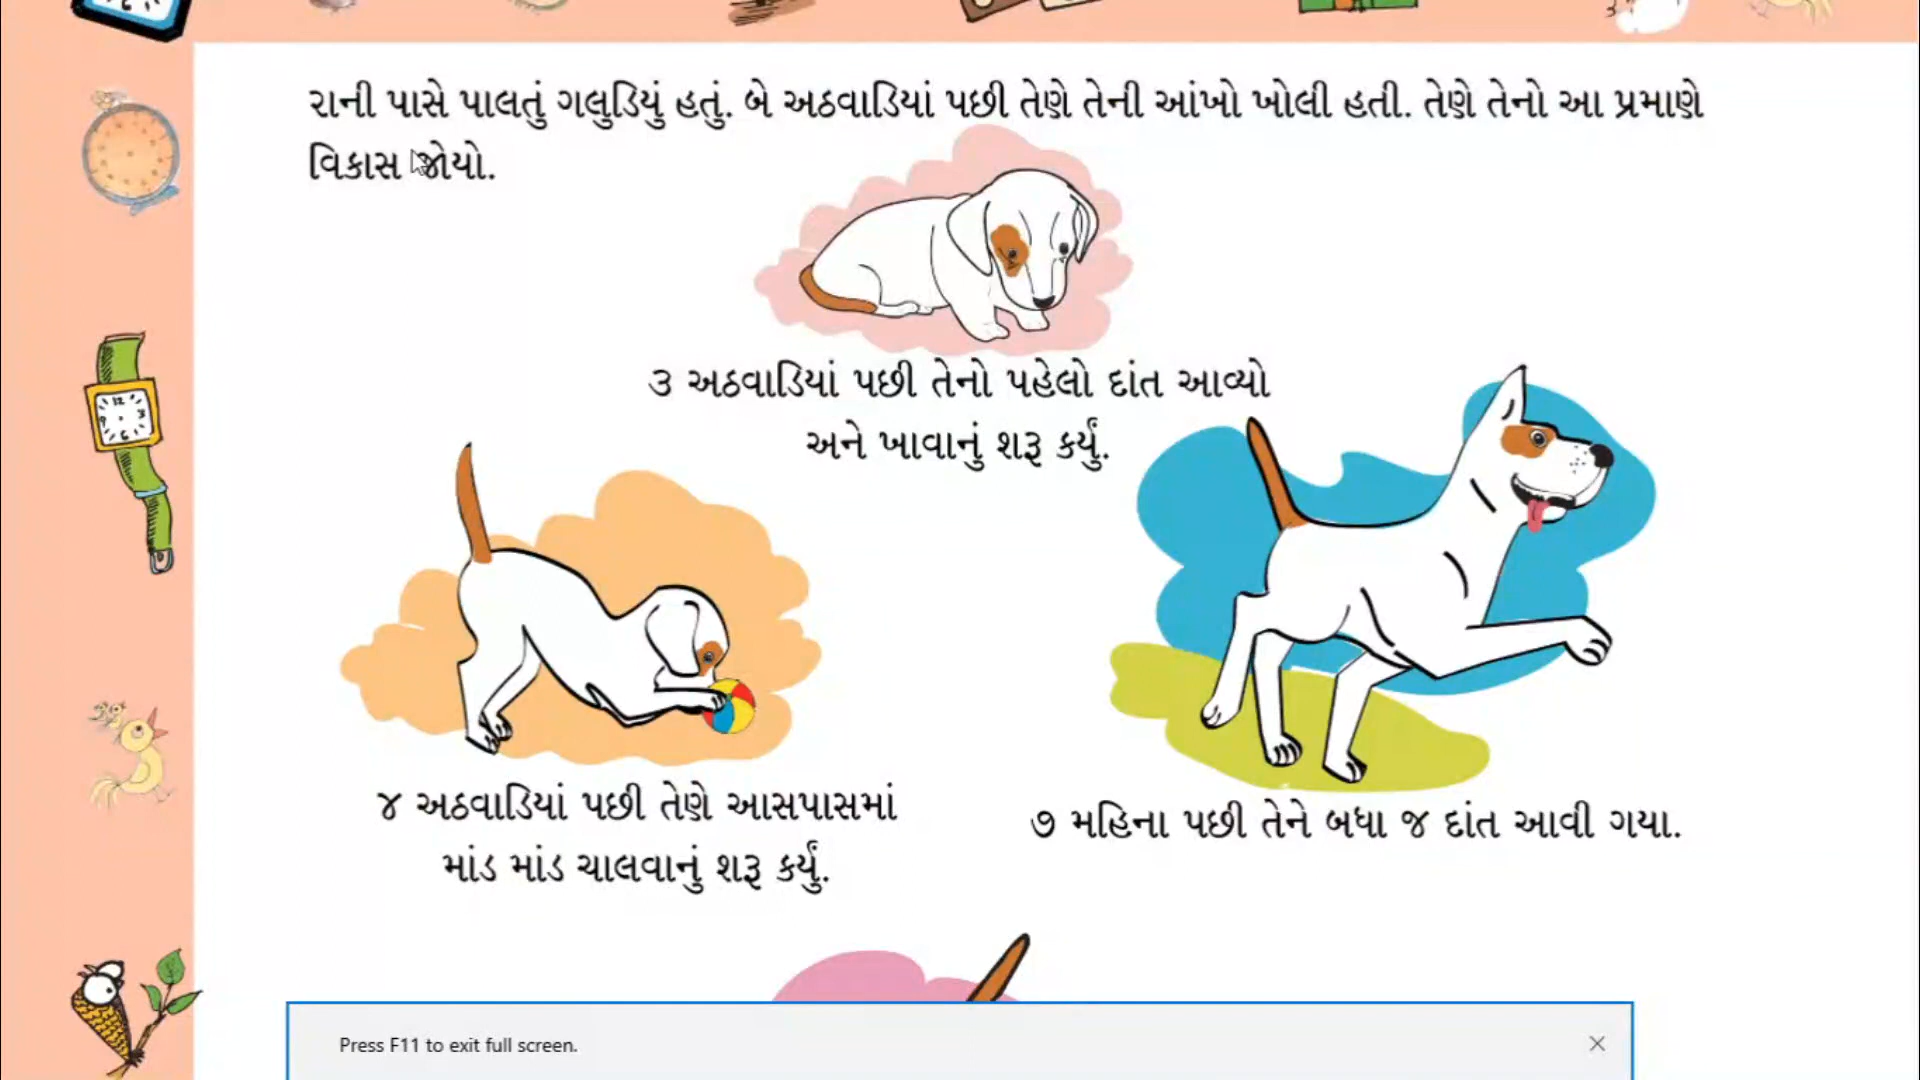 રાની પાસે પાલતું ગલુડિયું હતું. બે અઠવાડિયાં પછી તેણે તેની આંખો ખોલી હતી. તેણે તેનો આ પ્રમાણે
વિકાસ જોયો.
૩ અઠવાડિયાં પછી તેનો પહેલો દાંત આવ્યો
અને ખાવાનું શરૂ કર્યું.
૪ અઠવાડિયાં પછી તેણે આસપાસમાં
માંડ માંડ ચાલવાનું શરૂ કર્યું.
૭ મહિના પછી તેને બધા જ દાંત આવી ગયા.
Press F11 to exit full screen.